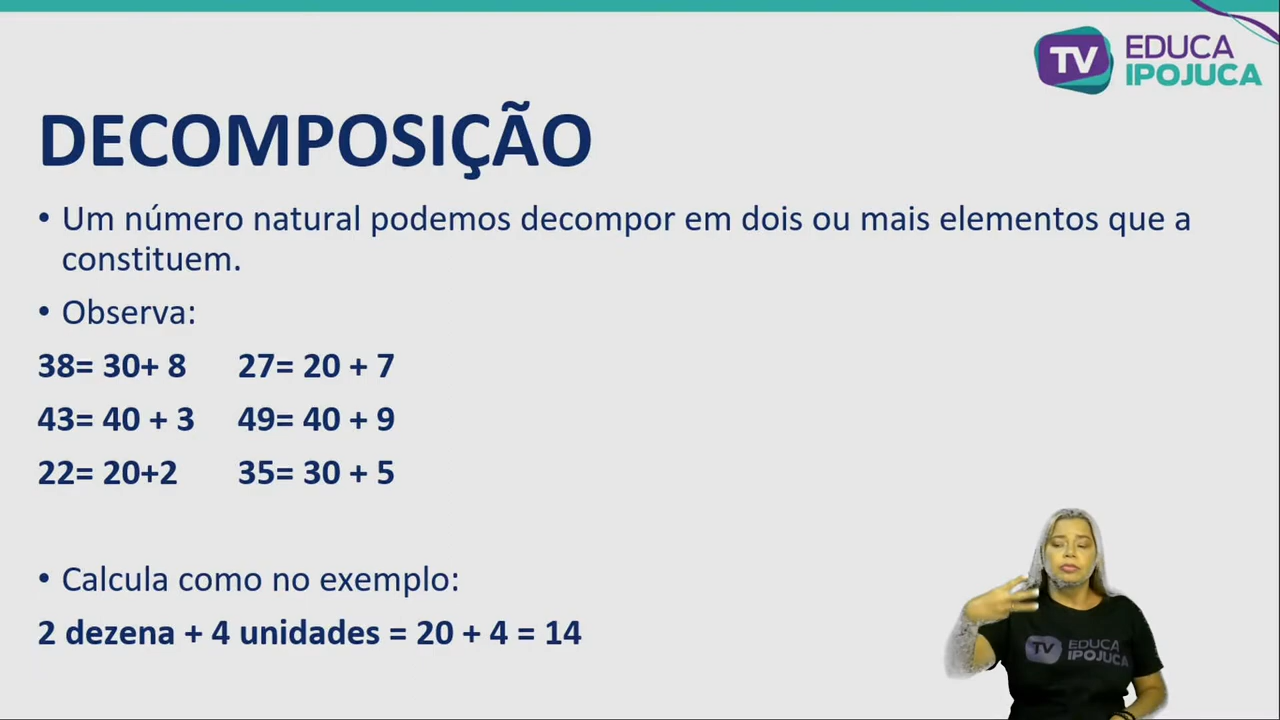 TV EDUCA
IPOJUCA
DECOMPOSIÇÃO
• Um número natural podemos decompor em dois ou mais elementos que a
constituem.
• Observa:
38= 30+ 8 27= 20 + 7
43= 40 + 3 49= 40 + 9
22= 20+2 35= 30 + 5
• Calcula como no exemplo:
2 dezena + 4 unidades = 20 + 4 = 14
TV EDUCA
IPOJUCA